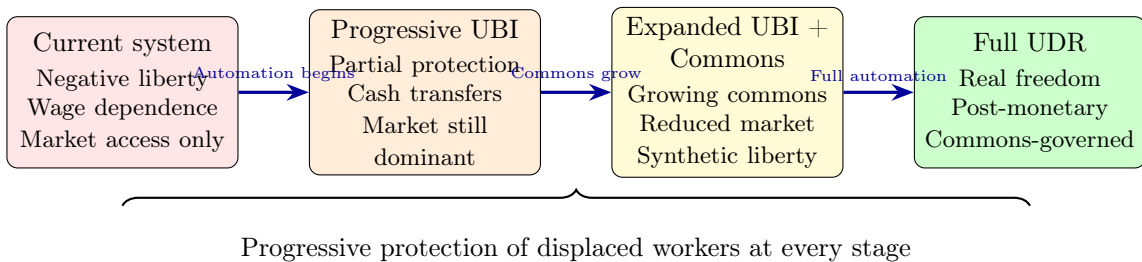 Current system
Negative liberty
Wage dependence
Market access only
Automation begins
Progressive UBI
Partial protection
Cash transfers
Market still
dominant
Commons grow
Expanded UBI +
Commons
Growing commons
Reduced market
Synthetic liberty
Full automation
Full UDR
Real freedom
Post-monetary
Commons-governed
Progressive protection of displaced workers at every stage